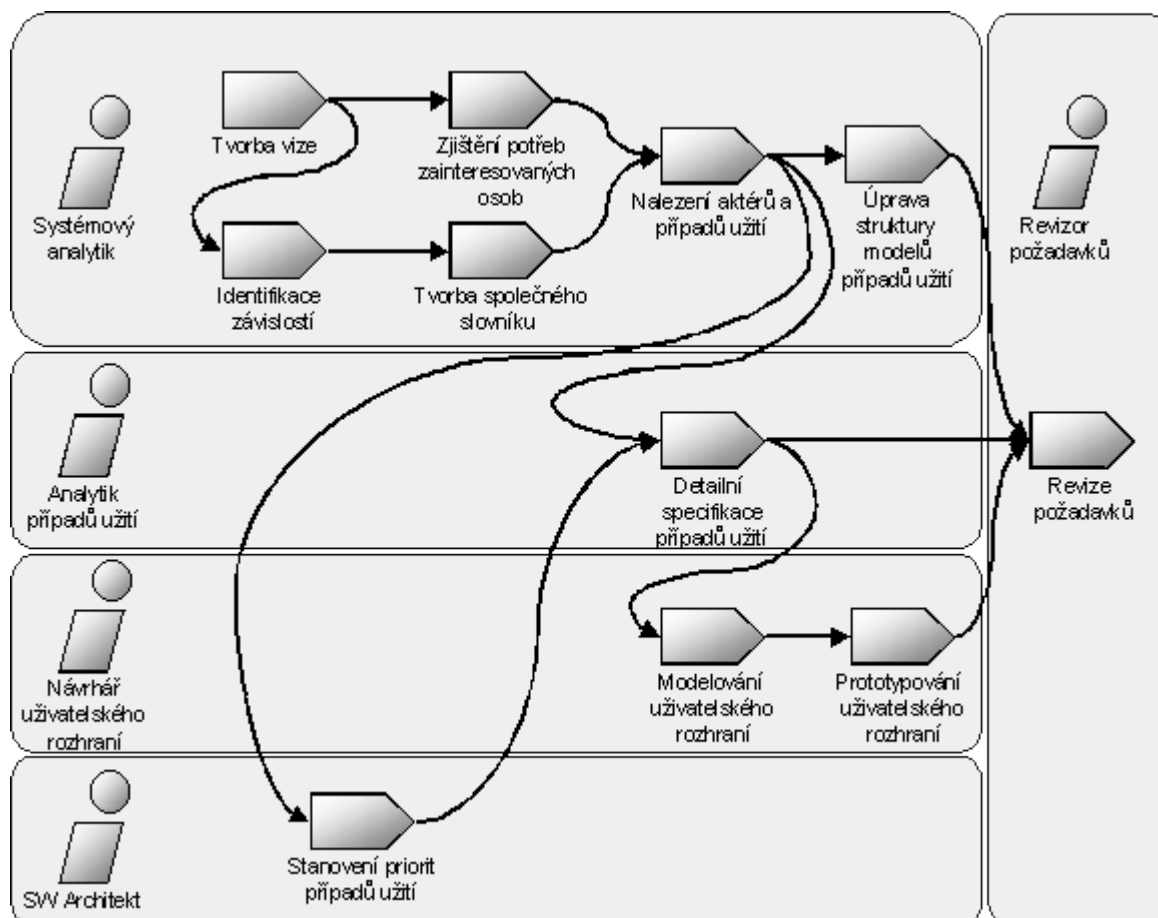 Systémový
analytik
Tvorba vize
Zjištění potřeb
zainteresovaných
osob
Identifikace
závislostí
Tvorba společného
slovníku
Nalezení aktérů a
případů užití
Úprava
struktury
modelů
případů užití
Revizor
požadavků
Analytik
případů užití
Detailní
specifikace
případů užití
Revize
požadavků
Návrhář
uživatelského
rozhraní
Modelování
uživatelského
rozhraní
Prototypování
uživatelského
rozhraní
SW Architekt
Stanovení priorit
případů užití